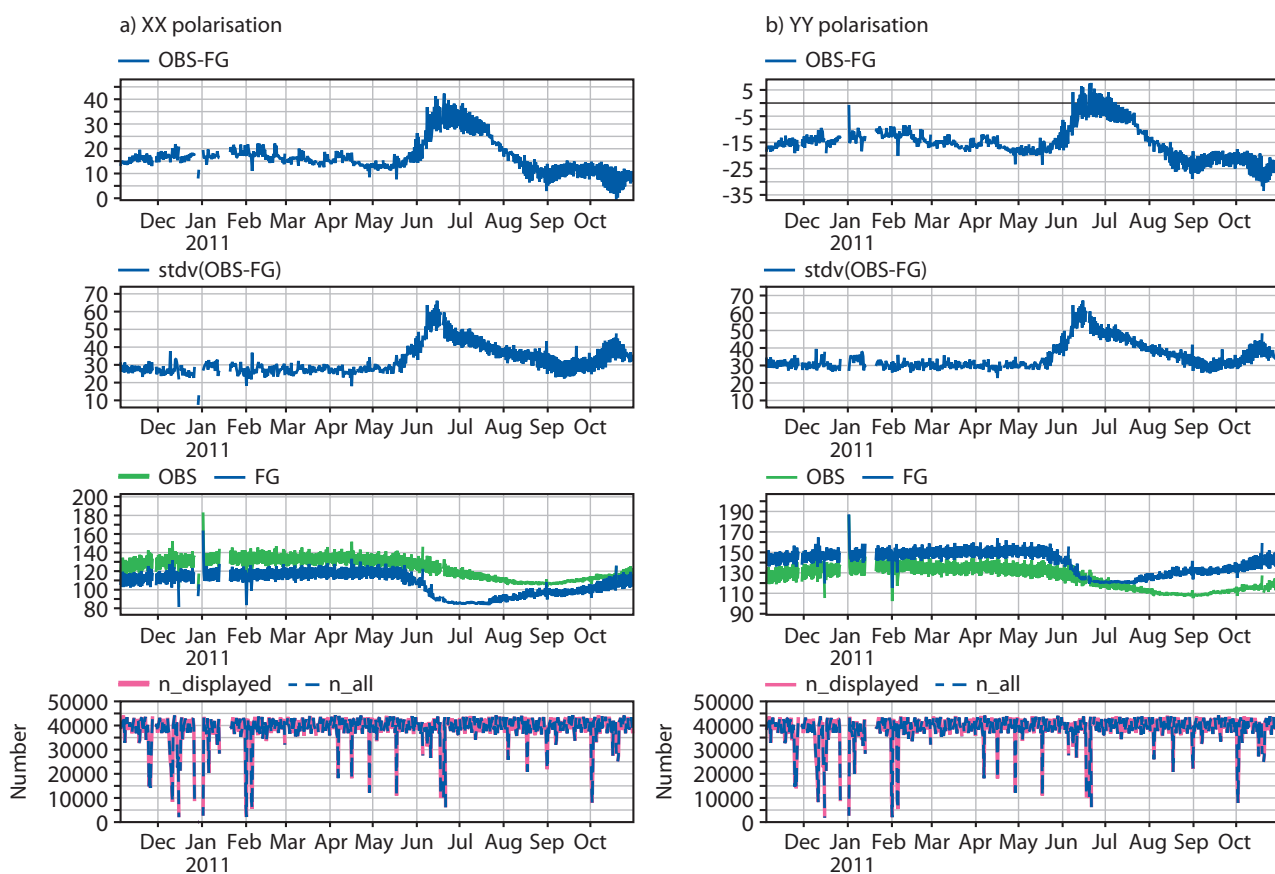 a) XX polarisation
OBS-FG
40
30
20
10
0
Dec Jan Feb Mar Apr May Jun Jul Aug Sep Oct
2011
stdv(OBS-FG)
70
60
50
40
30
20
10
Dec Jan Feb Mar Apr May Jun Jul Aug Sep Oct
2011
OBS FG
200
180
160
140
120
100
80
Dec Jan Feb Mar Apr May Jun Jul Aug Sep Oct
2011
n_displayed n_all
50000
40000
30000
20000
10000
0
Number
Dec Jan Feb Mar Apr May Jun Jul Aug Sep Oct
2011
b) YY polarisation
OBS-FG
5
-5
-15
-25
-35
Dec Jan Feb Mar Apr May Jun Jul Aug Sep Oct
2011
stdv(OBS-FG)
70
60
50
40
30
20
10
Dec Jan Feb Mar Apr May Jun Jul Aug Sep Oct
2011
OBS FG
190
170
150
130
110
90
Dec Jan Feb Mar Apr May Jun Jul Aug Sep Oct
2011
n_displayed n_all
50000
40000
30000
20000
10000
0
Number
Dec Jan Feb Mar Apr May Jun Jul Aug Sep Oct
2011